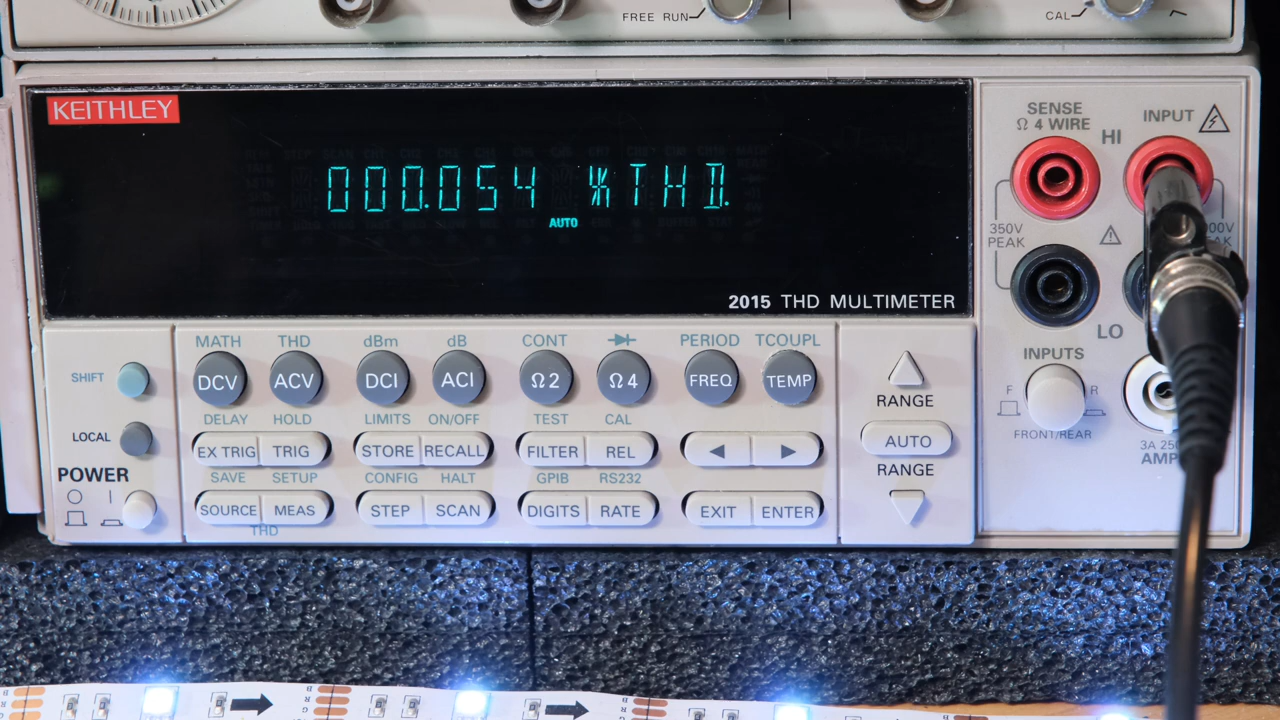 FREE RUN
CAL
KEITHLEY
000.054 %THD.
AUTO
2015 THD MULTIMETER
SENSE
Ω 4 WIRE
INPUT
HI
350V
PEAK
LO
INPUTS
F R
FRONT/REAR
3A 250
AMP
MATH THD dBm dB CONT PERIOD TCOUPL
SHIFT
DCV ACV DCI ACI Ω2 Ω4 FREQ TEMP
RANGE
DELAY HOLD LIMITS ON/OFF TEST CAL
LOCAL
EX TRIG TRIG STORE RECALL FILTER REL
AUTO
RANGE
POWER
SAVE SETUP CONFIG HALT GPIB RS232
SOURCE MEAS STEP SCAN DIGITS RATE EXIT ENTER
THD